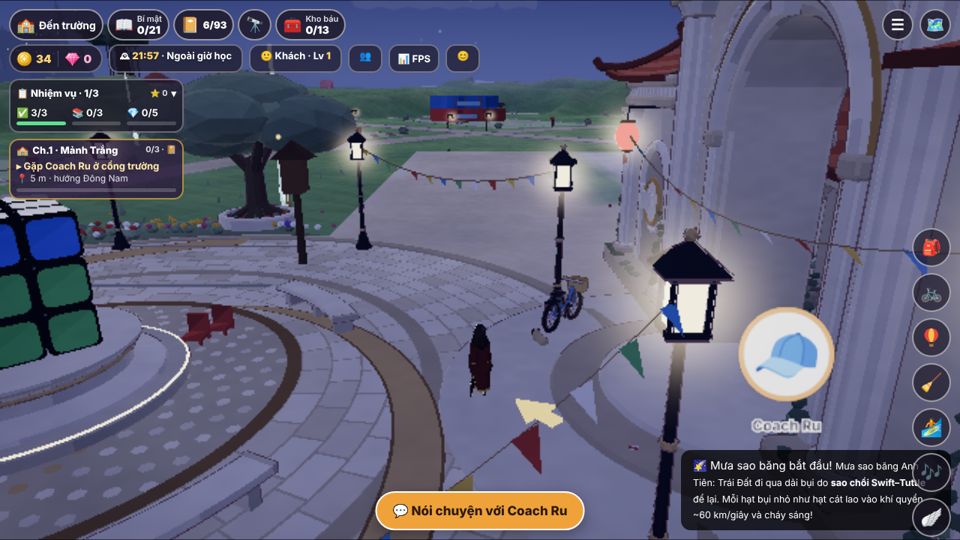 Đến trường
Bí mật
0/21
6/93
Kho báu
0/13
34
0
21:57 · Ngoài giờ học
Khách · Lv 1
FPS
Nhiệm vụ · 1/3
0 ▾
3/3
0/3
0/5
Ch.1 · Mảnh Trăng
0/3 ·
▸ Gặp Coach Ru ở cổng trường
5 m · hướng Đông Nam
Coach Ru
Mưa sao băng bắt đầu! Mưa sao băng Anh
Tiên: Trái Đất đi qua dải bụi do sao chổi Swift–Tuttle
để lại. Mỗi hạt bụi nhỏ như hạt cát lao vào khí quyển
~60 km/giây và cháy sáng!
Nói chuyện với Coach Ru